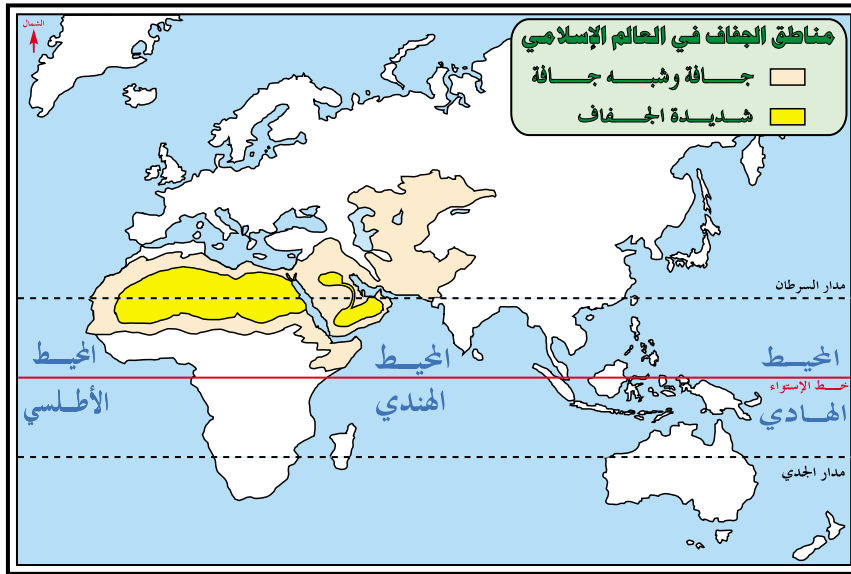 الشمال
مناطق الجفاف في العالم الإسلامي
جافة وشبه جافة
شديدة الجفاف
مدار السرطان
المحيط
الأطلسي
المحيط
الهندي
المحيط
الهادي
خط الإستواء
مدار الجدي